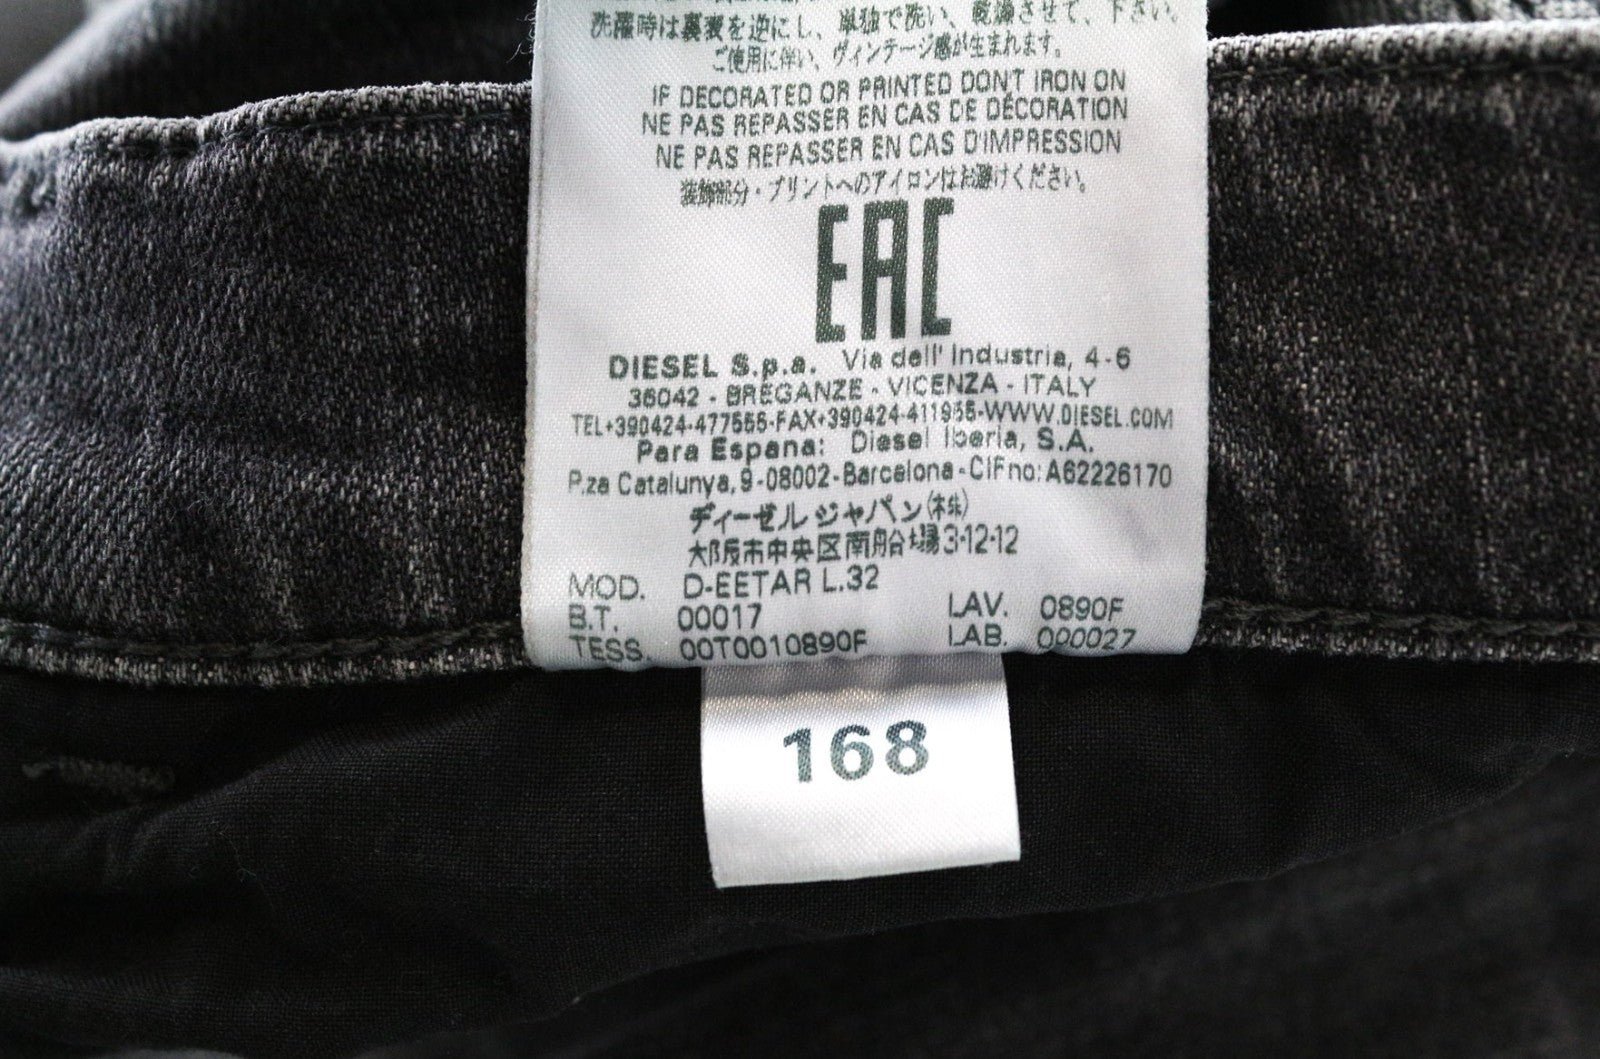 洗濯時は裏表を逆にし、単独で洗い、乾燥させて、下さい。
ご使用に伴い、ヴィンテージ感が生まれます。
IF DECORATED OR PRINTED DON'T IRON ON
NE PAS REPASSER EN CAS DE DÉCORATION
NE PAS REPASSER EN CAS D'IMPRESSION
装飾部分・プリントへのアイロンはお避けください。
EAC
DIESEL S.p.a. Via dell' Industria, 4-6
36042 - BREGANZE - VICENZA - ITALY
TEL+390424-477555-FAX+390424-411955-WWW.DIESEL.COM
Para Espana: Diesel Iberia, S.A.
P.za Catalunya, 9-08002-Barcelona-CIFno: A62226170
ディーゼル ジャパン(株)
大阪市中央区南船場3-12-12
MOD. D-EETAR L.32
B.T. 00017 LAV. 0890F
TESS. 00T0010890F LAB. 000027
168